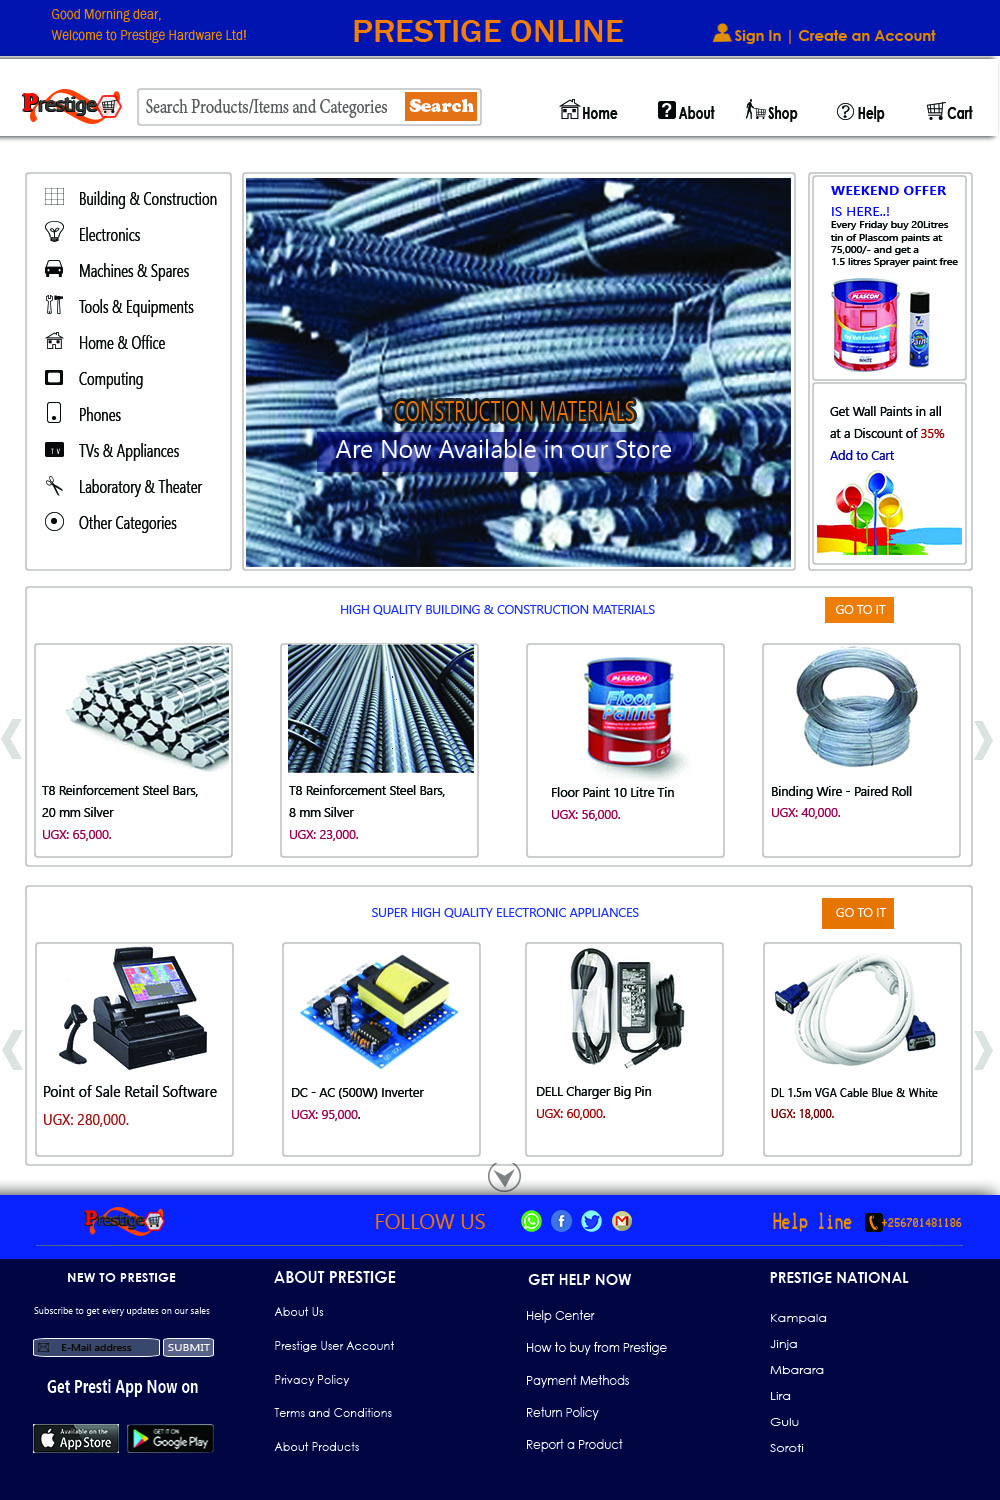 Good Morning dear,
Welcome to Prestige Hardware Ltd!
PRESTIGE ONLINE
Sign In | Create an Account
Prestige
Search Products/Items and Categories
Search
Home
About
Shop
Help
Cart
Building & Construction
Electronics
Machines & Spares
Tools & Equipments
Home & Office
Computing
Phones
TV
TVs & Appliances
Laboratory & Theater
Other Categories
CONSTRUCTION MATERIALS
Are Now Available in our Store
WEEKEND OFFER
IS HERE..!
Every Friday buy 20Litres
tin of Plascom paints at
75,000/- and get a
1.5 litres Sprayer paint free
PLASCON
WHITE
Paint
Get Wall Paints in all
at a Discount of 35%
Add to Cart
HIGH QUALITY BUILDING & CONSTRUCTION MATERIALS
GO TO IT
T8 Reinforcement Steel Bars,
20 mm Silver
UGX: 65,000.
T8 Reinforcement Steel Bars,
8 mm Silver
UGX: 23,000.
PLASCON
Floor
Paint
Floor Paint 10 Litre Tin
UGX: 56,000.
Binding Wire - Paired Roll
UGX: 40,000.
SUPER HIGH QUALITY ELECTRONIC APPLIANCES
GO TO IT
Point of Sale Retail Software
UGX: 280,000.
DC - AC (500W) Inverter
UGX: 95,000.
DELL Charger Big Pin
UGX: 60,000.
DL 1.5m VGA Cable Blue & White
UGX: 18,000.
Prestige
FOLLOW US
Help line
+256701481186
NEW TO PRESTIGE
Subscribe to get every updates on our sales
E-Mail address
SUBMIT
Get Presti App Now on
Available on the
App Store
GET IT ON
Google Play
ABOUT PRESTIGE
About Us
Prestige User Account
Privacy Policy
Terms and Conditions
About Products
GET HELP NOW
Help Center
How to buy from Prestige
Payment Methods
Return Policy
Report a Product
PRESTIGE NATIONAL
Kampala
Jinja
Mbarara
Lira
Gulu
Soroti